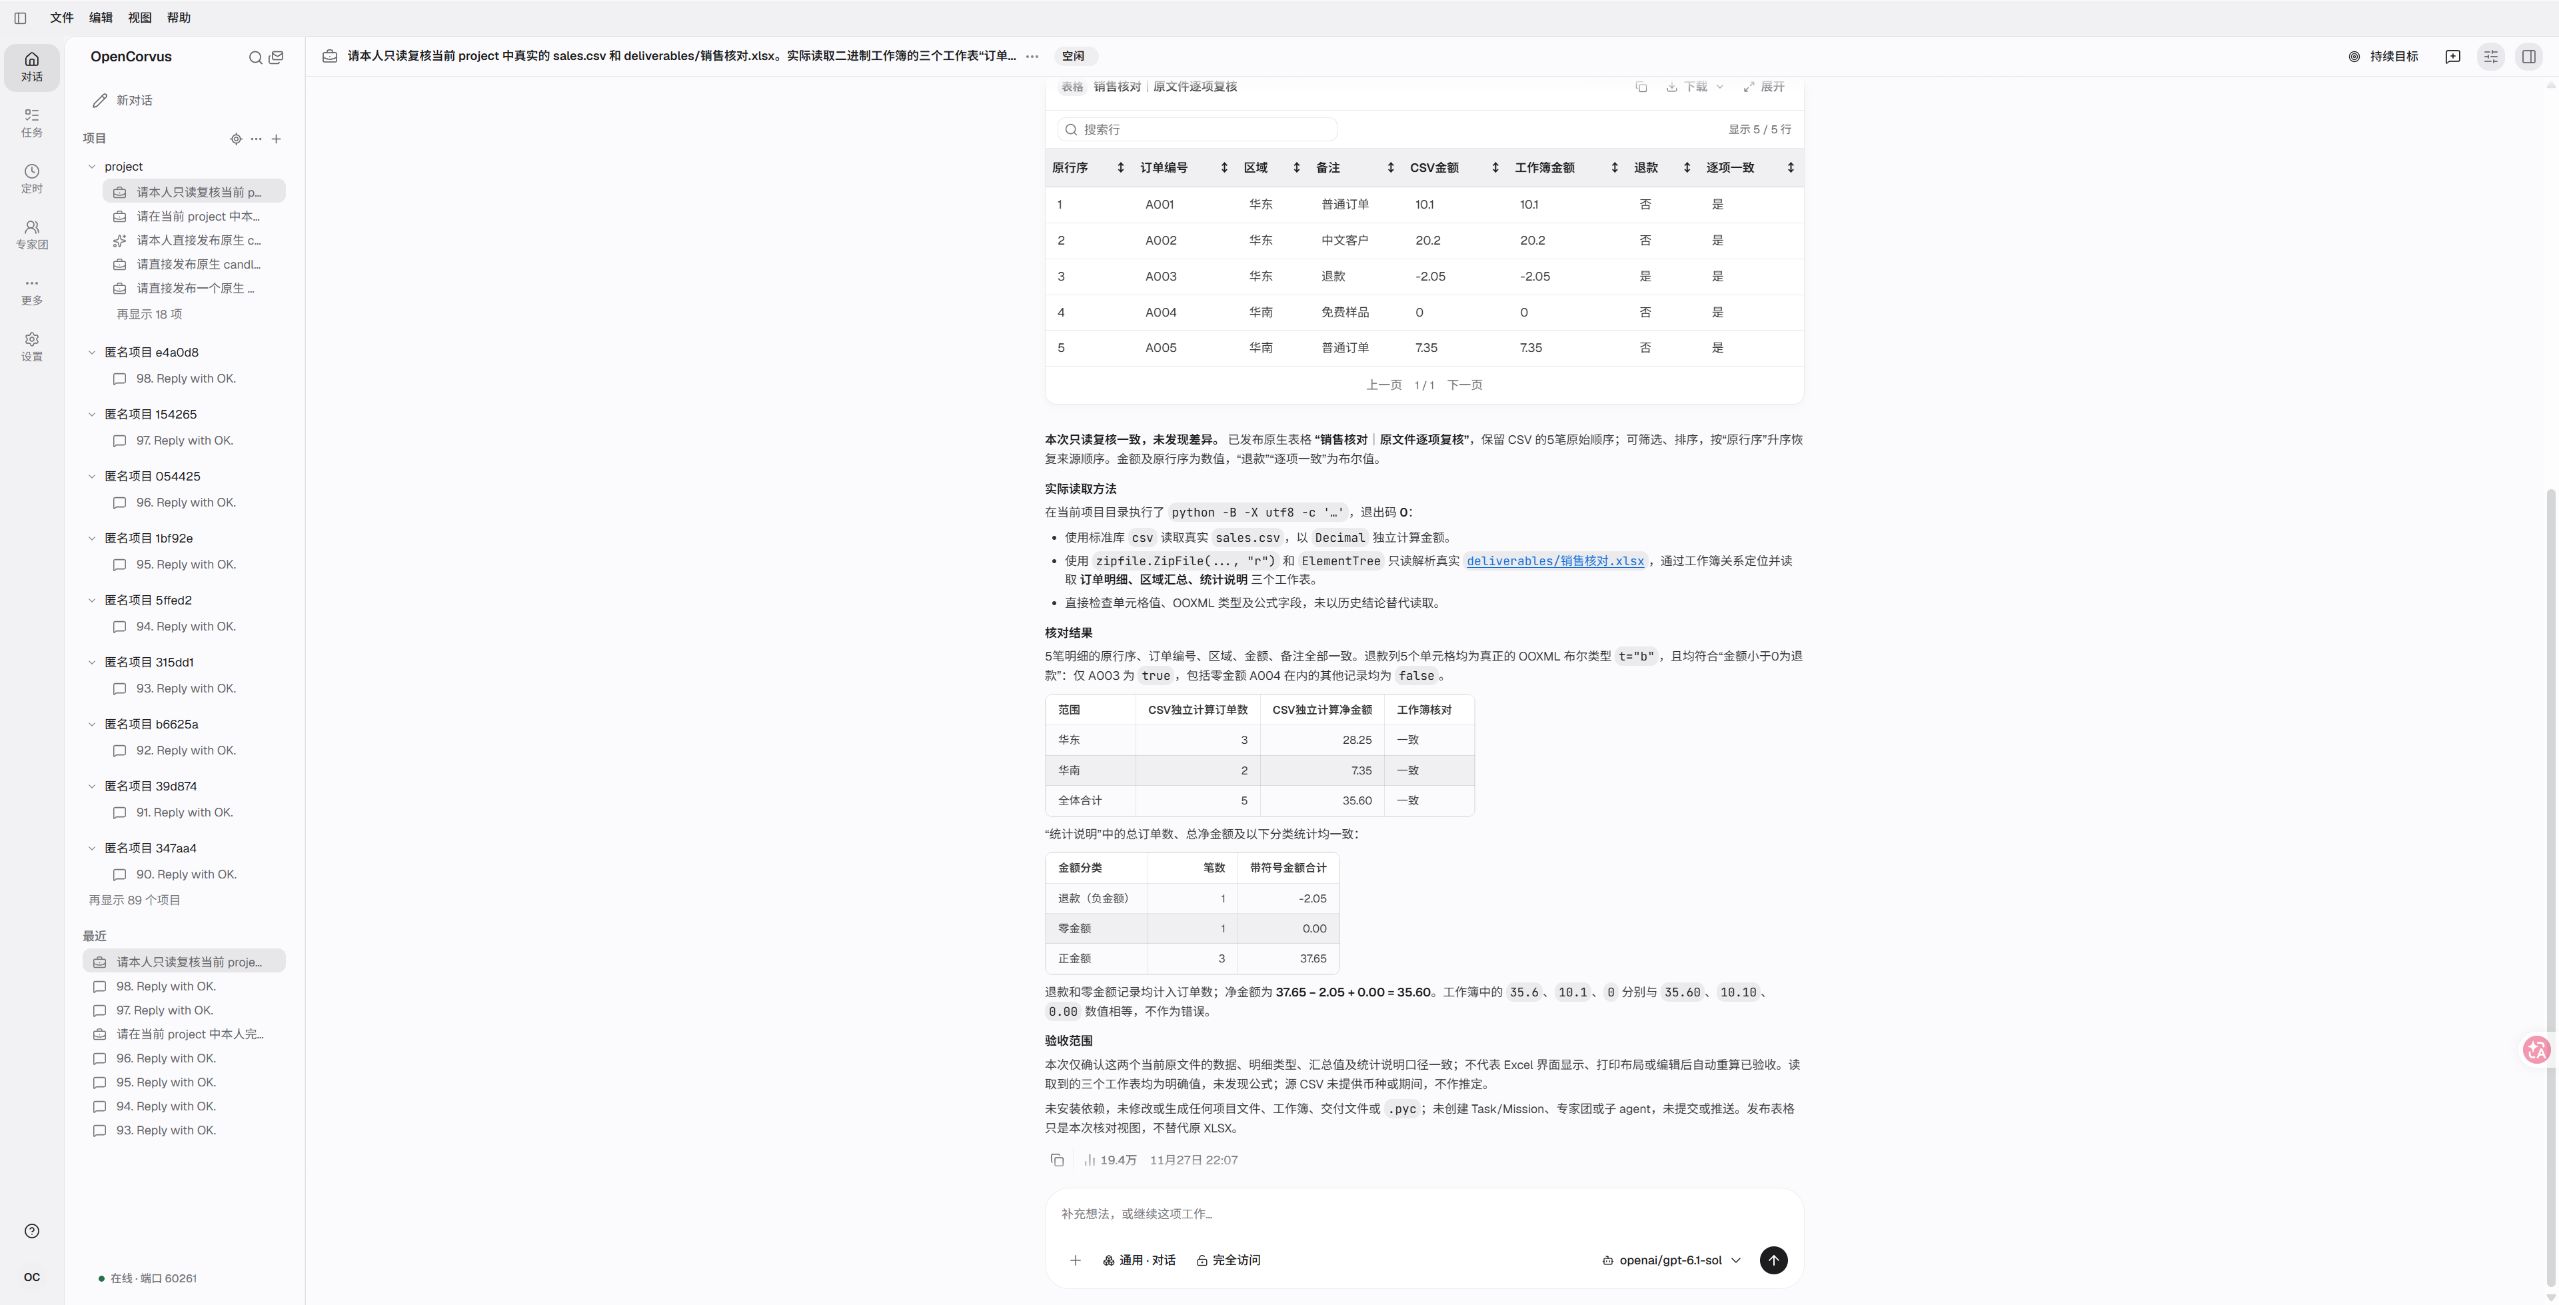 文件 编辑 视图 帮助
对话
任务
定时
专家团
更多
设置
OC
OpenCorvus
新对话
项目
project
请本人只读复核当前 p...
请在当前 project 中本...
请本人直接发布原生 c...
请直接发布原生 candl...
请直接发布一个原生 ...
再显示 18 项
匿名项目 e4a0d8
98. Reply with OK.
匿名项目 154265
97. Reply with OK.
匿名项目 054425
96. Reply with OK.
匿名项目 1bf92e
95. Reply with OK.
匿名项目 5ffed2
94. Reply with OK.
匿名项目 315dd1
93. Reply with OK.
匿名项目 b6625a
92. Reply with OK.
匿名项目 39d874
91. Reply with OK.
匿名项目 347aa4
90. Reply with OK.
再显示 89 个项目
最近
请本人只读复核当前 proje...
98. Reply with OK.
97. Reply with OK.
请在当前 project 中本人完...
96. Reply with OK.
95. Reply with OK.
94. Reply with OK.
93. Reply with OK.
在线 · 端口 60261
请本人只读复核当前 project 中真实的 sales.csv 和 deliverables/销售核对.xlsx。实际读取二进制工作簿的三个工作表“订单... 空闲
持续目标
表格 销售核对｜原文件逐项复核 下载 展开
搜索行 显示 5 / 5 行
原行序 订单编号 区域 备注 CSV金额 工作簿金额 退款 逐项一致
1 A001 华东 普通订单 10.1 10.1 否 是
2 A002 华东 中文客户 20.2 20.2 否 是
3 A003 华东 退款 -2.05 -2.05 是 是
4 A004 华南 免费样品 0 0 否 是
5 A005 华南 普通订单 7.35 7.35 否 是
上一页 1 / 1 下一页
本次只读复核一致，未发现差异。 已发布原生表格 “销售核对｜原文件逐项复核”，保留 CSV 的5笔原始顺序；可筛选、排序，按“原行序”升序恢
复来源顺序。金额及原行序为数值，“退款”“逐项一致”为布尔值。
实际读取方法
在当前项目目录执行了 python -B -X utf8 -c '…'，退出码 0：
• 使用标准库 csv 读取真实 sales.csv，以 Decimal 独立计算金额。
• 使用 zipfile.ZipFile(..., "r") 和 ElementTree 只读解析真实 deliverables/销售核对.xlsx，通过工作簿关系定位并读
取 订单明细、区域汇总、统计说明 三个工作表。
• 直接检查单元格值、OOXML 类型及公式字段，未以历史结论替代读取。
核对结果
5笔明细的原行序、订单编号、区域、金额、备注全部一致。退款列5个单元格均为真正的 OOXML 布尔类型 t="b"，且均符合“金额小于0为退
款”：仅 A003 为 true，包括零金额 A004 在内的其他记录均为 false。
范围 CSV独立计算订单数 CSV独立计算净金额 工作簿核对
华东 3 28.25 一致
华南 2 7.35 一致
全体合计 5 35.60 一致
“统计说明”中的总订单数、总净金额及以下分类统计均一致：
金额分类 笔数 带符号金额合计
退款（负金额） 1 -2.05
零金额 1 0.00
正金额 3 37.65
退款和零金额记录均计入订单数；净金额为 37.65 − 2.05 + 0.00 = 35.60。工作簿中的 35.6、10.1、0 分别与 35.60、10.10、
0.00 数值相等，不作为错误。
验收范围
本次仅确认这两个当前原文件的数据、明细类型、汇总值及统计说明口径一致；不代表 Excel 界面显示、打印布局或编辑后自动重算已验收。读
取到的三个工作表均为明确值，未发现公式；源 CSV 未提供币种或期间，不作推定。
未安装依赖，未修改或生成任何项目文件、工作簿、交付文件或 .pyc；未创建 Task/Mission、专家团或子 agent，未提交或推送。发布表格
只是本次核对视图，不替代原 XLSX。
19.4万 11月27日 22:07
补充想法，或继续这项工作...
通用 · 对话 完全访问 openai/gpt-6.1-sol